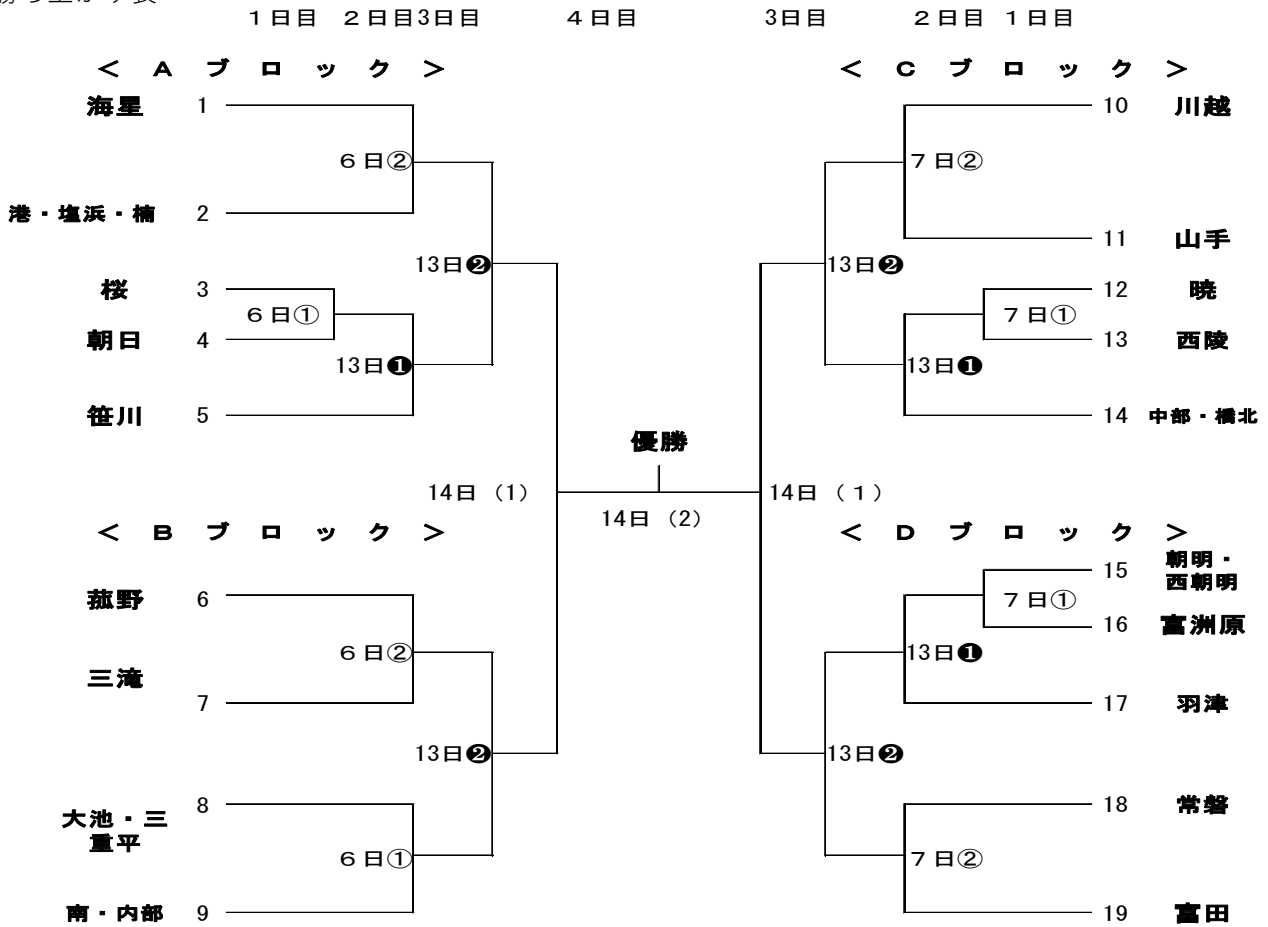 1日目 2日目3日目 4日目 3日目 2日目 1日目
＜ A ブ ロ ッ ク ＞ ＜ C ブ ロ ッ ク ＞
海星 1 10 川越
6日② 7日②
港・塩浜・楠 2
11 山手
13日❷ 13日❷
桜 3 12 暁
6日① 7日①
朝日 4 13 西陵
13日❶ 13日❶
笹川 5 14 中部・橋北
優勝
14日（1） 14日（1）
14日（2）
＜ B ブ ロ ッ ク ＞ ＜ D ブ ロ ッ ク ＞
15 朝明・
西朝明
菰野 6 7日①
16 富洲原
6日② 13日❶
三滝
7 17 羽津
13日❷ 13日❷
8 18 常磐
大池・三
重平
6日① 7日②
南・内部 9 19 富田